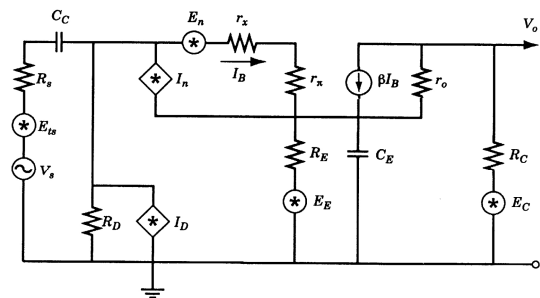 C_C
E_n
r_x
V_o
R_s
I_n
I_B
r_π
βI_B
r_o
E_ts
R_E
C_E
R_C
V_s
R_D
I_D
E_E
E_C